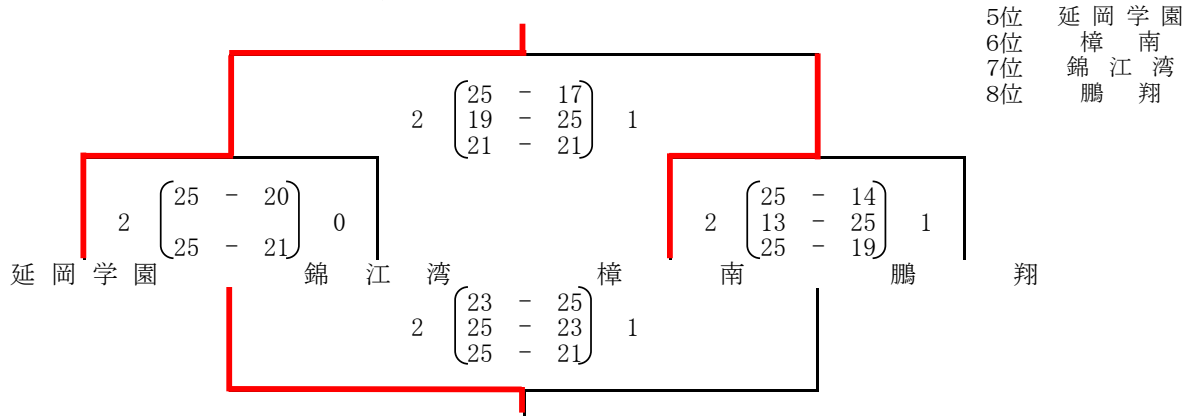 5位 延岡学園
6位 樟南
7位 錦江湾
8位 鵬翔
25 - 17
2 19 - 25 1
21 - 21
25 - 20
2 0
25 - 21
25 - 14
2 13 - 25 1
25 - 19
延岡学園 錦江湾 樟南 鵬翔
23 - 25
2 25 - 23 1
25 - 21